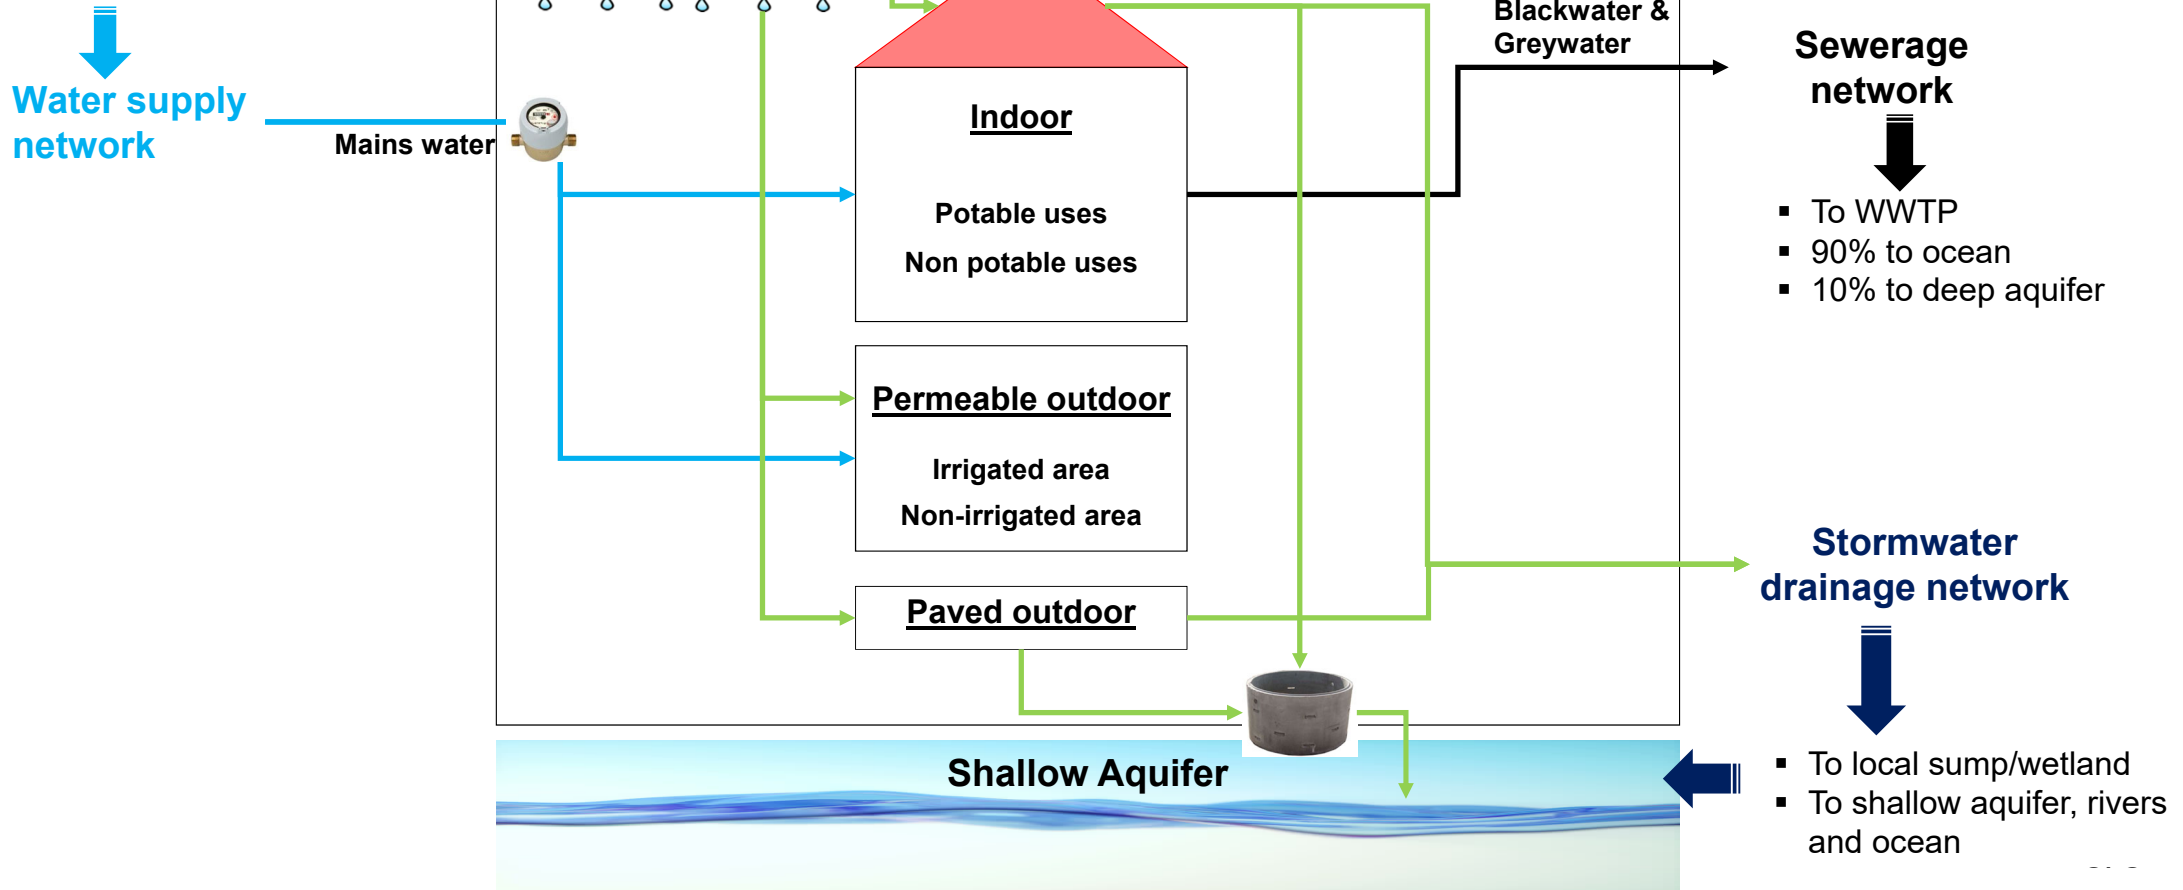 Blackwater &
Greywater
Sewerage
network
Water supply
network
Mains water
Indoor
Potable uses
Non potable uses
▪ To WWTP
▪ 90% to ocean
▪ 10% to deep aquifer
Permeable outdoor
Irrigated area
Non-irrigated area
Stormwater
drainage network
Paved outdoor
Shallow Aquifer
▪ To local sump/wetland
▪ To shallow aquifer, rivers
and ocean